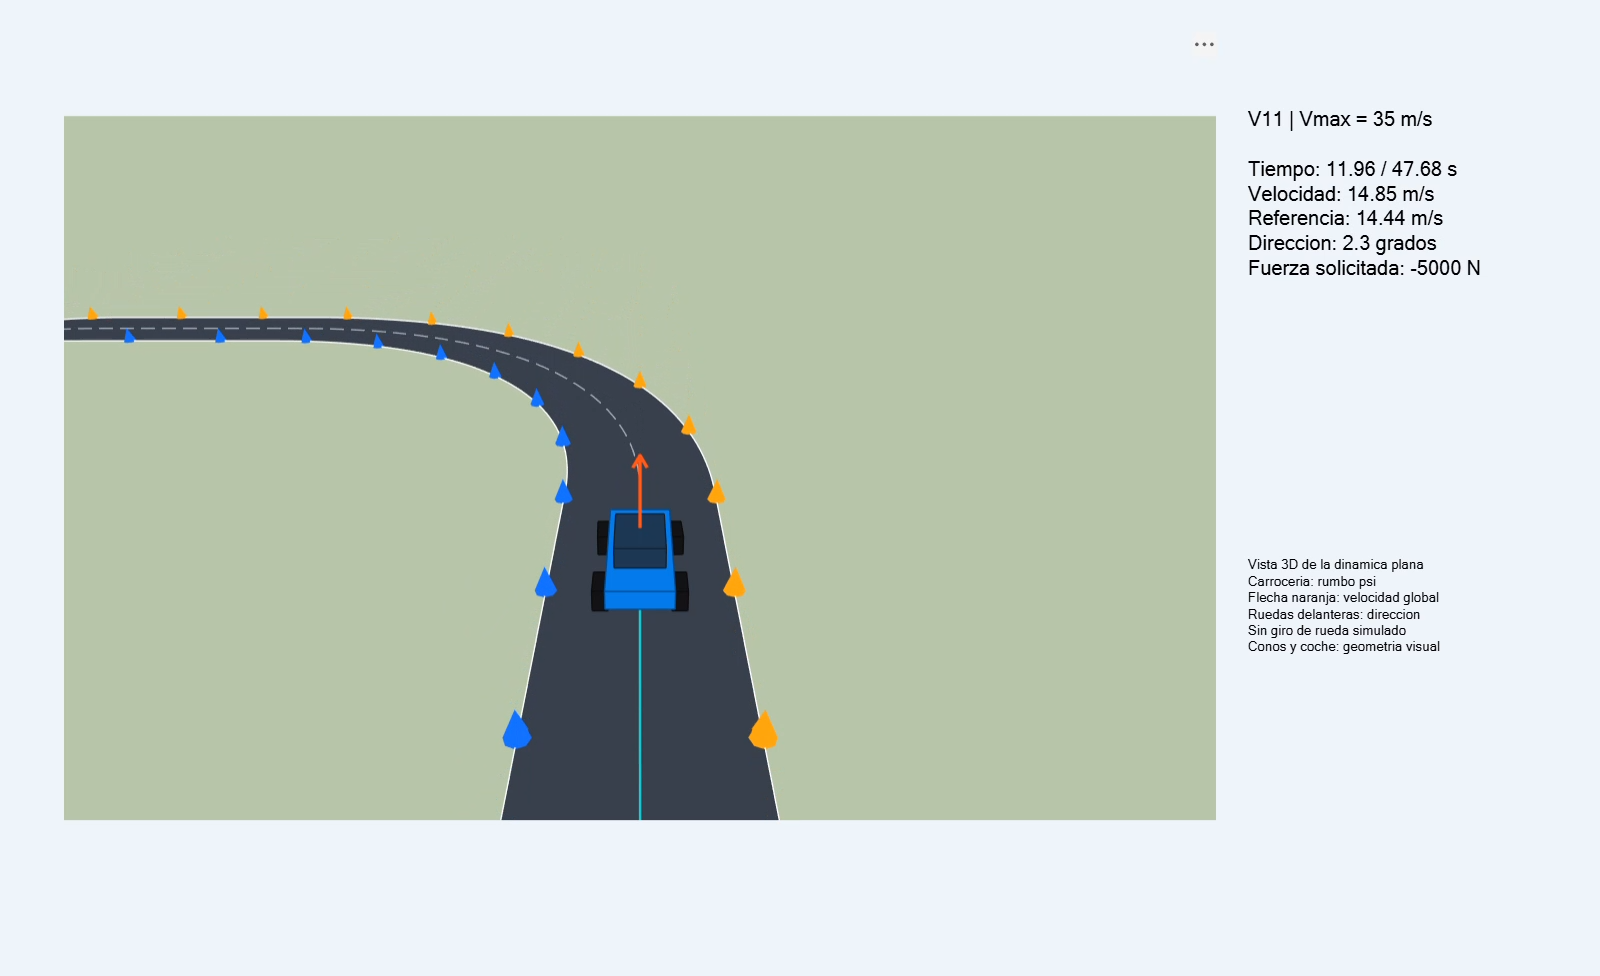 V11 | Vmax = 35 m/s
Tiempo: 11.96 / 47.68 s
Velocidad: 14.85 m/s
Referencia: 14.44 m/s
Direccion: 2.3 grados
Fuerza solicitada: -5000 N
Vista 3D de la dinamica plana
Carroceria: rumbo psi
Flecha naranja: velocidad global
Ruedas delanteras: direccion
Sin giro de rueda simulado
Conos y coche: geometria visual